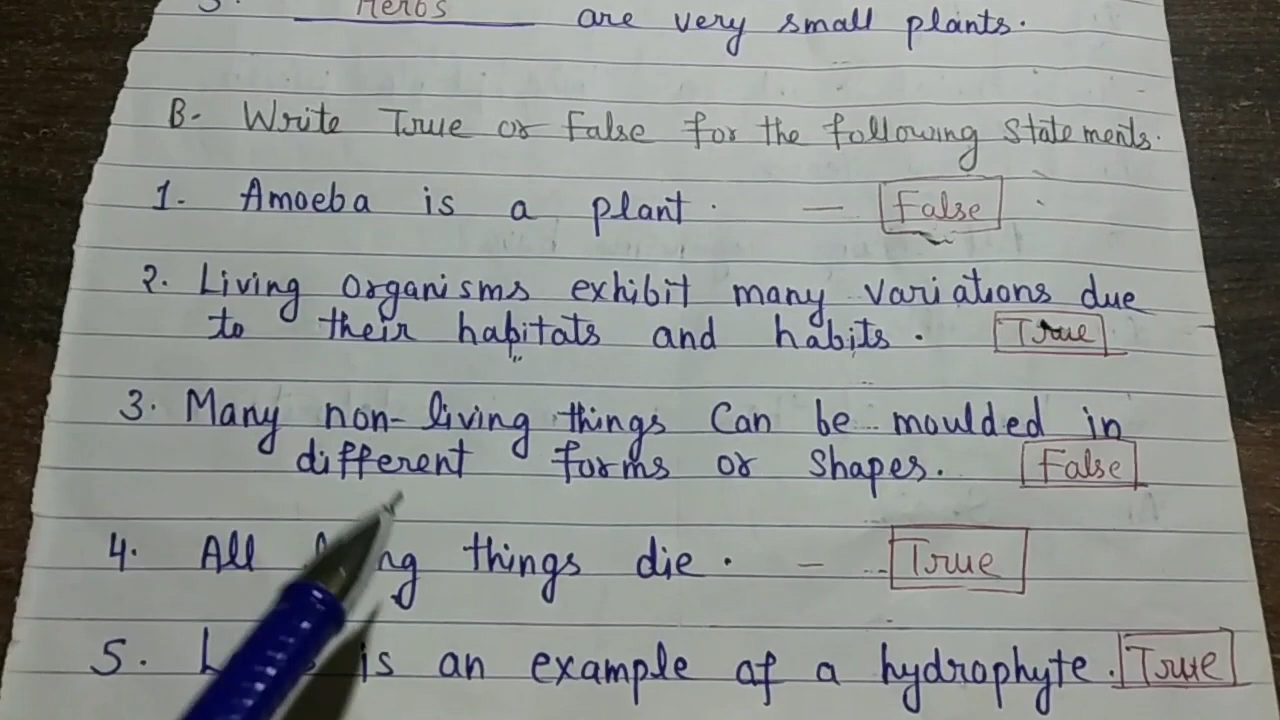 Herbs are very small plants.
B- Write True or False for the following statements.
1. Amoeba is a plant. - False
2. Living organisms exhibit many variations due
to their habitats and habits. True
3. Many non-living things can be moulded in
different forms or shapes. False
4. All things die. - True
5. is an example of a hydrophyte. True